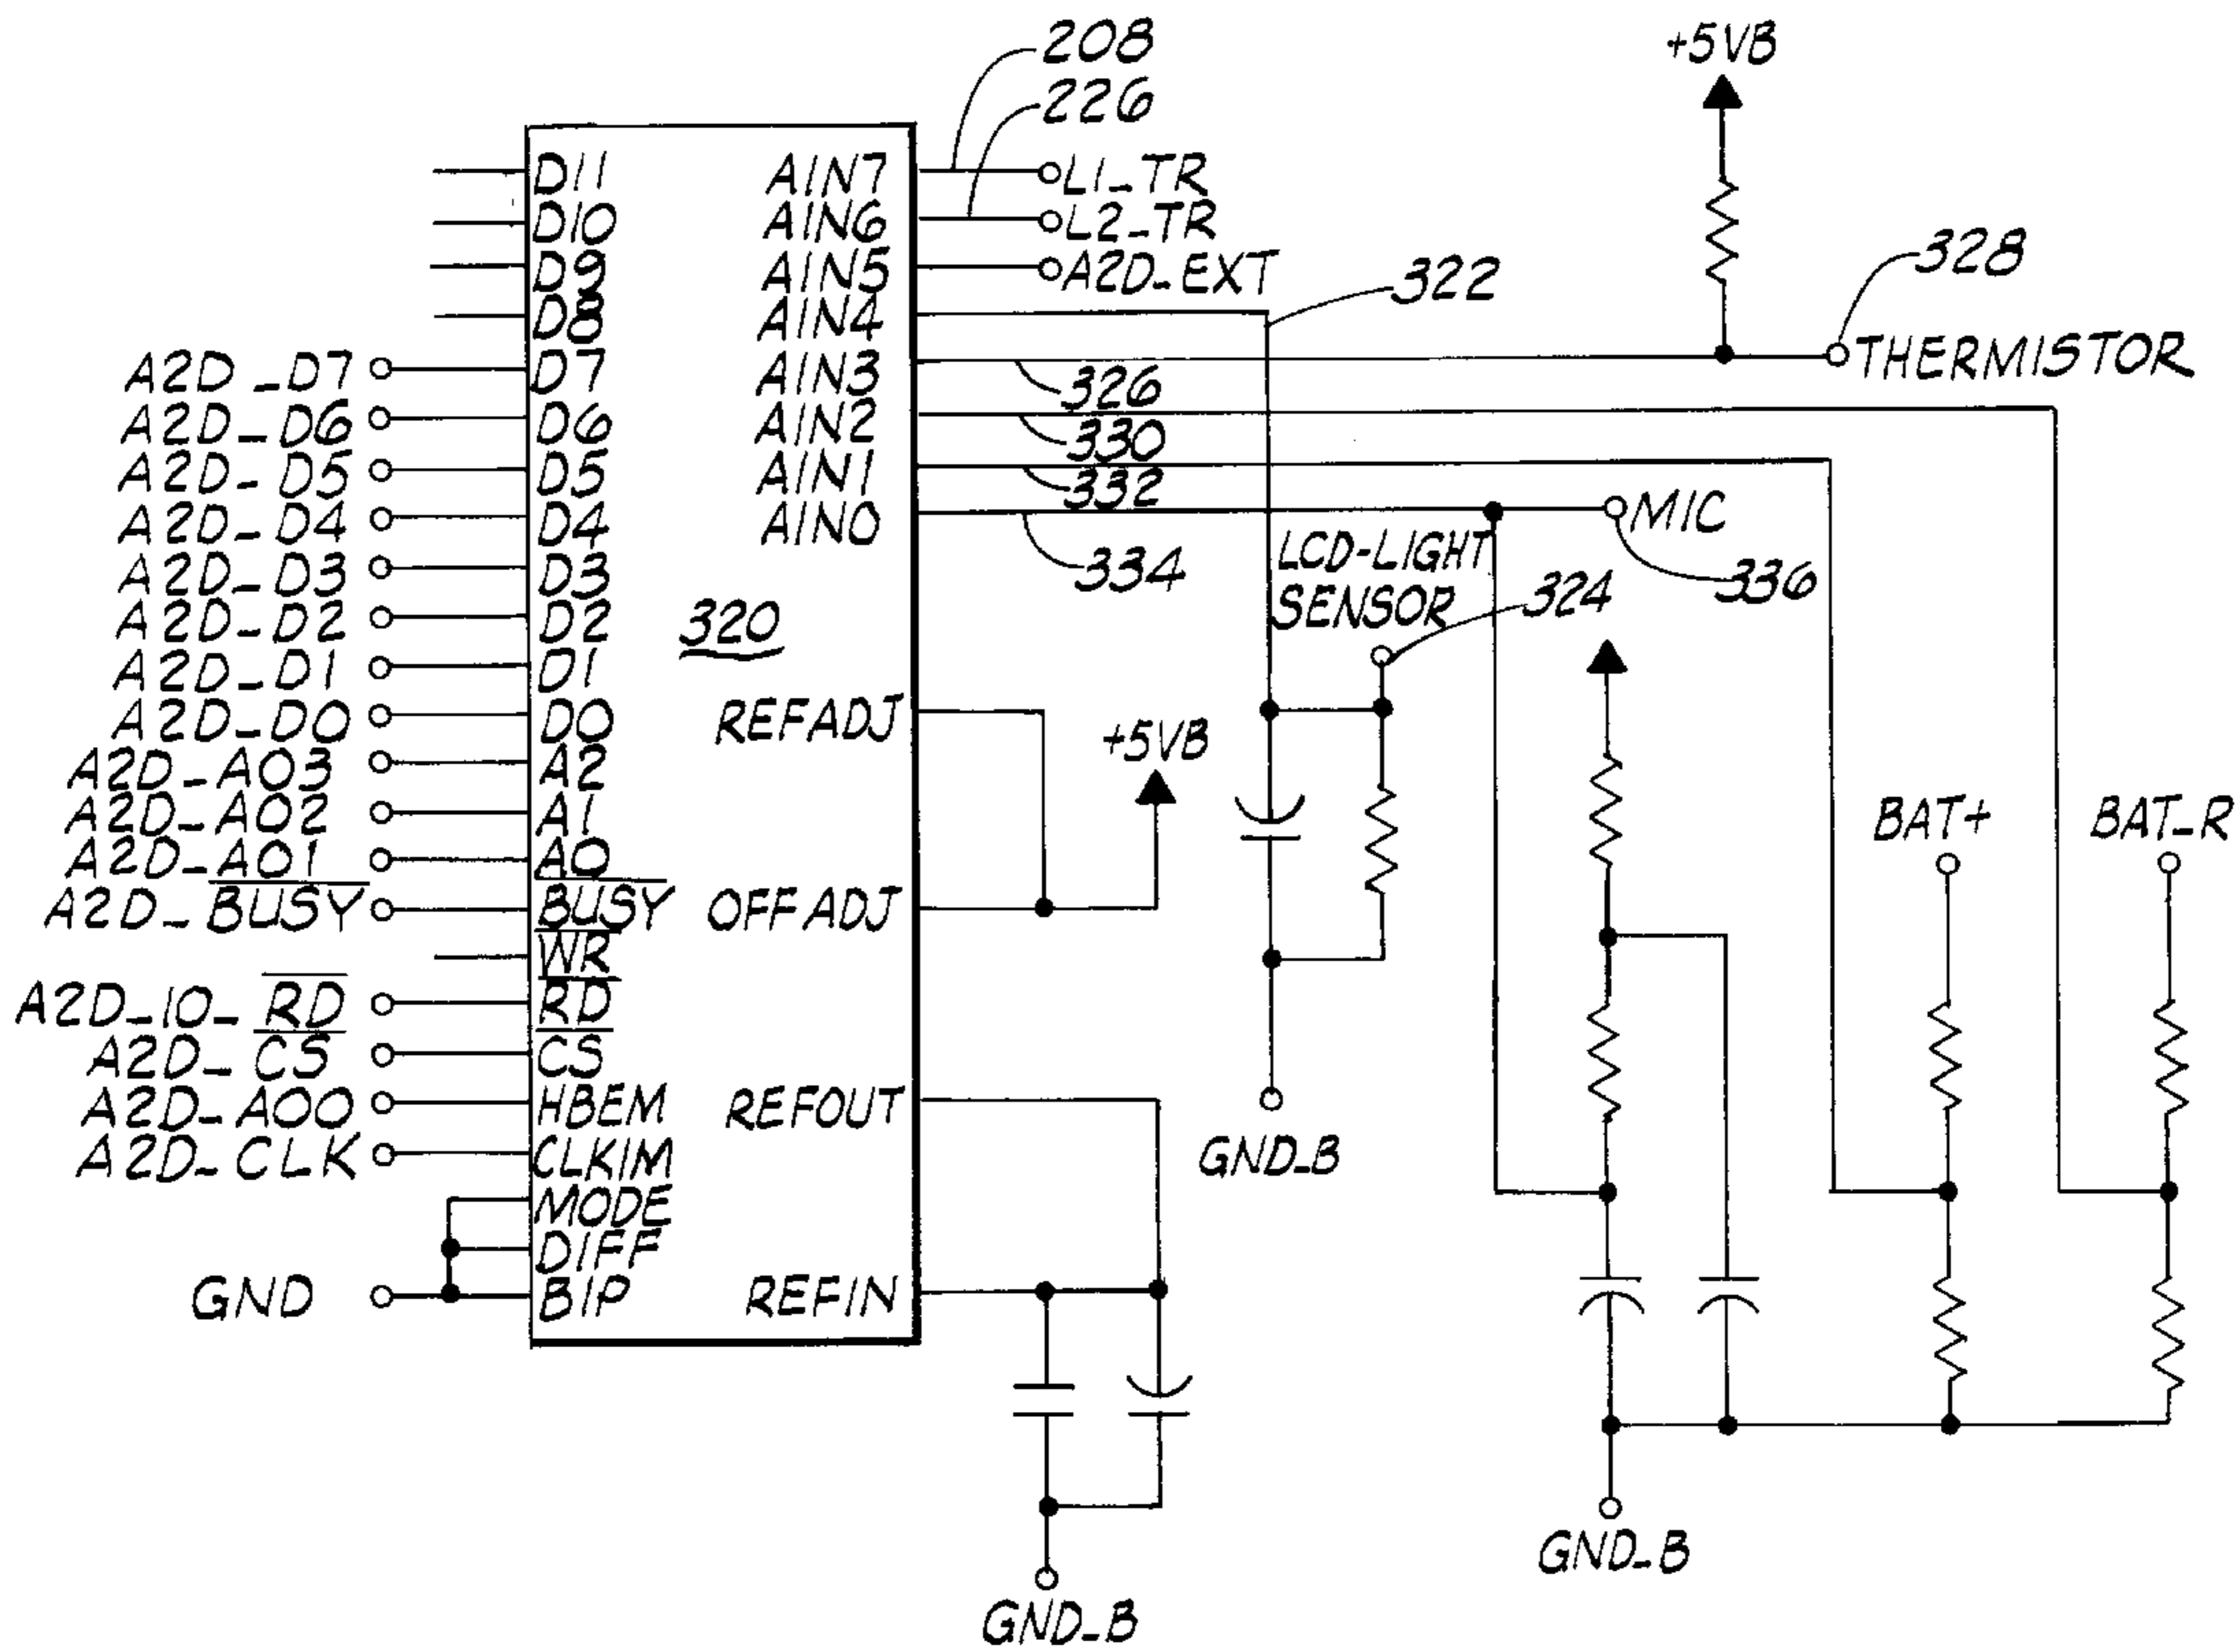 208
226
+5VB
D11
D10
D9
D8
D7
D6
D5
D4
D3
D2
D1
D0
A2
A1
A0
BUSY
WR
RD
CS
HBEM
CLKIM
MODE
DIFF
BIP
AIN7
AIN6
AIN5
AIN4
AIN3
AIN2
AIN1
AIN0
320
REFADJ
OFFADJ
REFOUT
REFIN
L1_TR
L2_TR
A2D-EXT
322
328
THERMISTOR
326
330
332
334
MIC
336
LCD-LIGHT
SENSOR
324
A2D_D7
A2D_D6
A2D_D5
A2D_D4
A2D_D3
A2D_D2
A2D_D1
A2D_D0
A2D_A03
A2D_A02
A2D_A01
A2D_BUSY
A2D_IO_RD
A2D_CS
A2D_A00
A2D_CLK
GND
+5VB
BAT+
BAT_R
GND_B
GND_B
GND_B